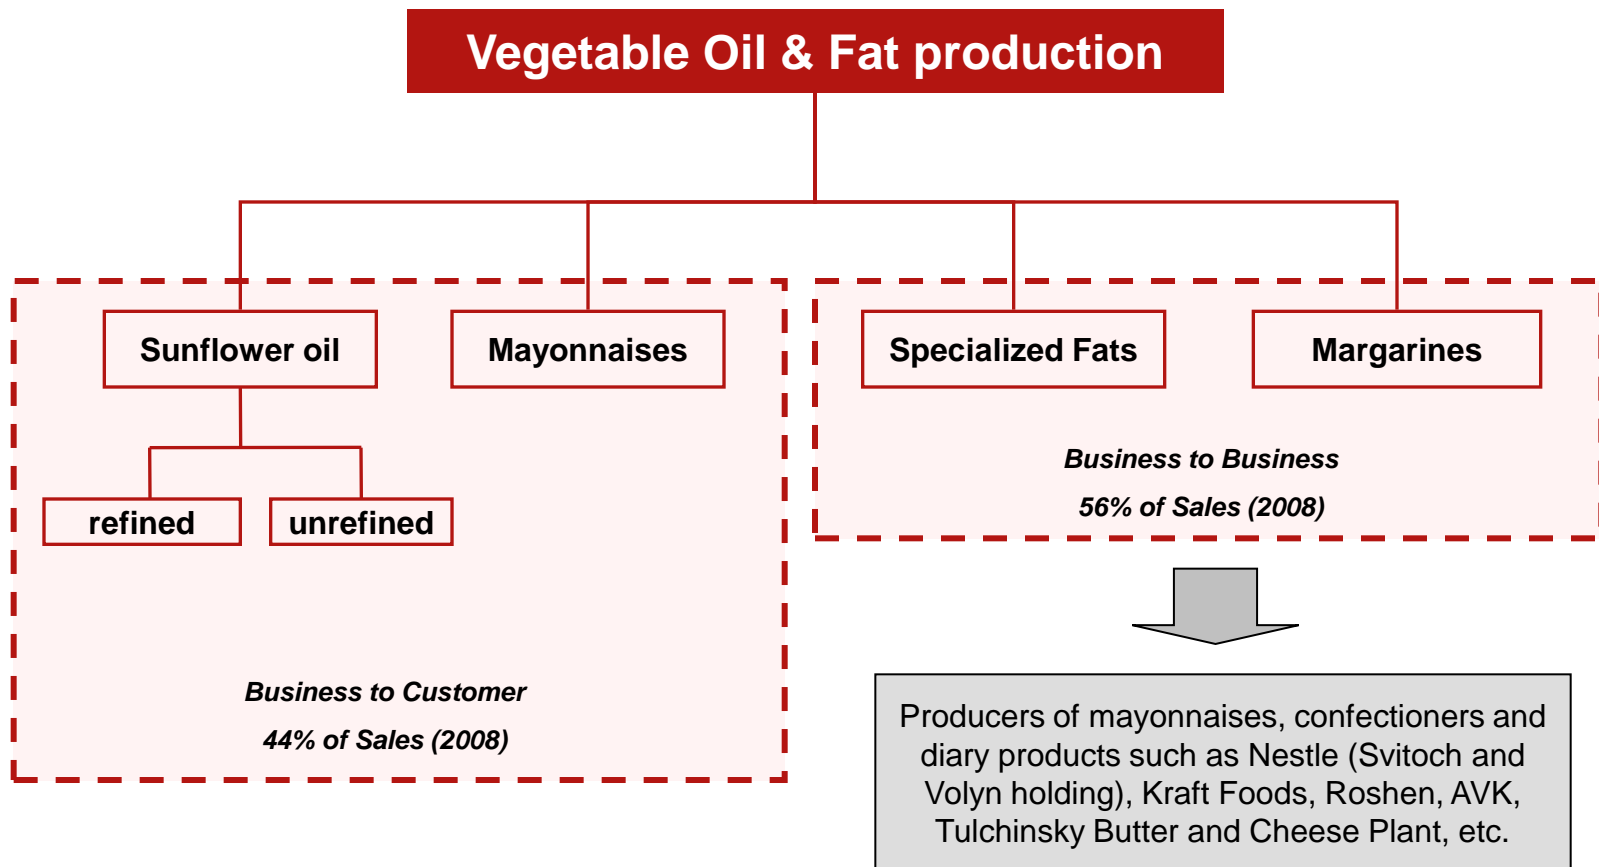 Vegetable Oil & Fat production
Sunflower oil
Mayonnaises
Specialized Fats
Margarines
refined
unrefined
Business to Business
56% of Sales (2008)
Business to Customer
44% of Sales (2008)
Producers of mayonnaises, confectioners and
diary products such as Nestle (Svitoch and
Volyn holding), Kraft Foods, Roshen, AVK,
Tulchinsky Butter and Cheese Plant, etc.